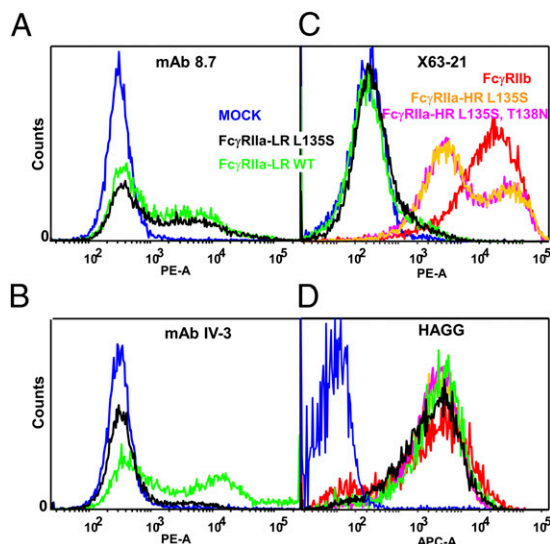 A
mAb 8.7
MOCK
FcγRIIa-LR L135S
FcγRIIa-LR WT
Counts
0
10² 10³ 10⁴ 10⁵
PE-A
C
X63-21
FcγRIIb
FcγRIIa-HR L135S
FcγRIIa-HR L135S, T138N
10² 10³ 10⁴ 10⁵
PE-A
B
mAb IV-3
Counts
0
10² 10³ 10⁴ 10⁵
PE-A
D
HAGG
10² 10³ 10⁴ 10⁵
APC-A